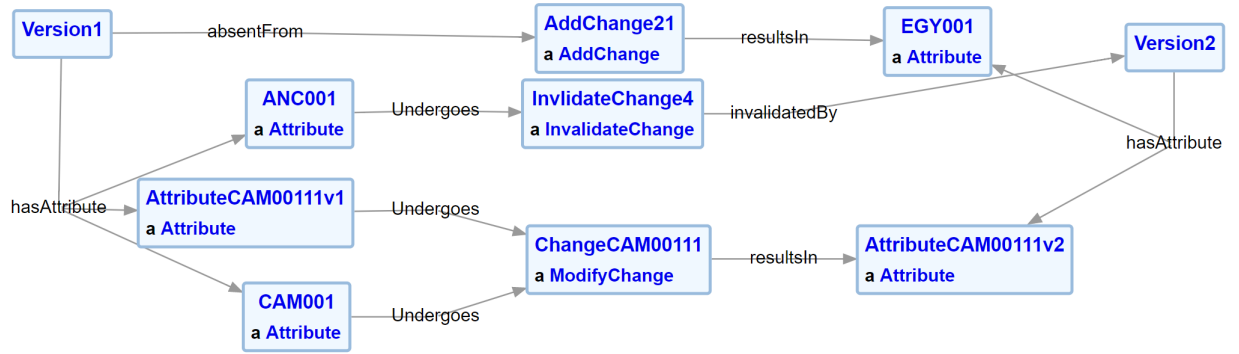 Version1
absentFrom
AddChange21
a AddChange
resultsIn
EGY001
a Attribute
Version2
ANC001
a Attribute
Undergoes
InvlidateChange4
a InvalidateChange
invalidatedBy
hasAttribute
hasAttribute
AttributeCAM00111v1
a Attribute
Undergoes
ChangeCAM00111
a ModifyChange
resultsIn
AttributeCAM00111v2
a Attribute
CAM001
a Attribute
Undergoes